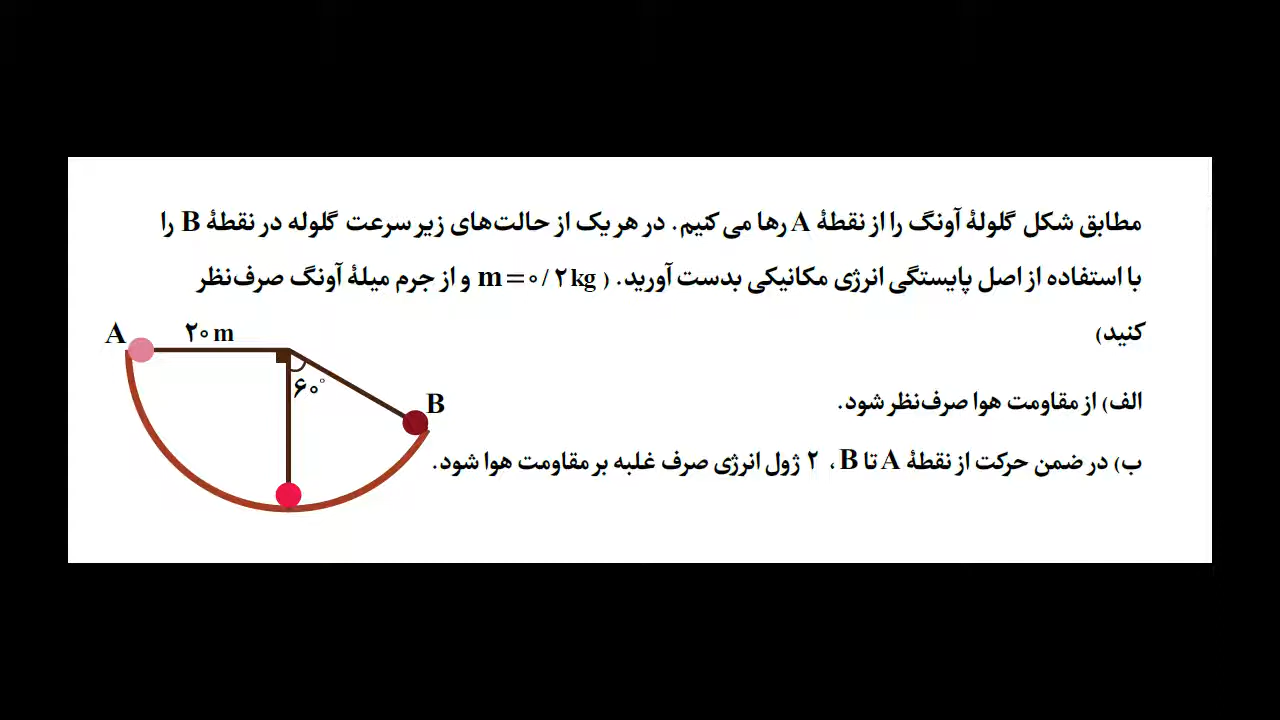 مطابق شکل گلولهٔ آونگ را از نقطهٔ A رها می کنیم. در هر یک از حالت‌های زیر سرعت گلوله در نقطهٔ B را
با استفاده از اصل پایستگی انرژی مکانیکی بدست آورید. ( m = ۰/۲ kg و از جرم میلهٔ آونگ صرف‌نظر
کنید)
A
۲۰ m
۶۰°
B
الف) از مقاومت هوا صرف‌نظر شود.
ب) در ضمن حرکت از نقطهٔ A تا B، ۲ ژول انرژی صرف غلبه بر مقاومت هوا شود.